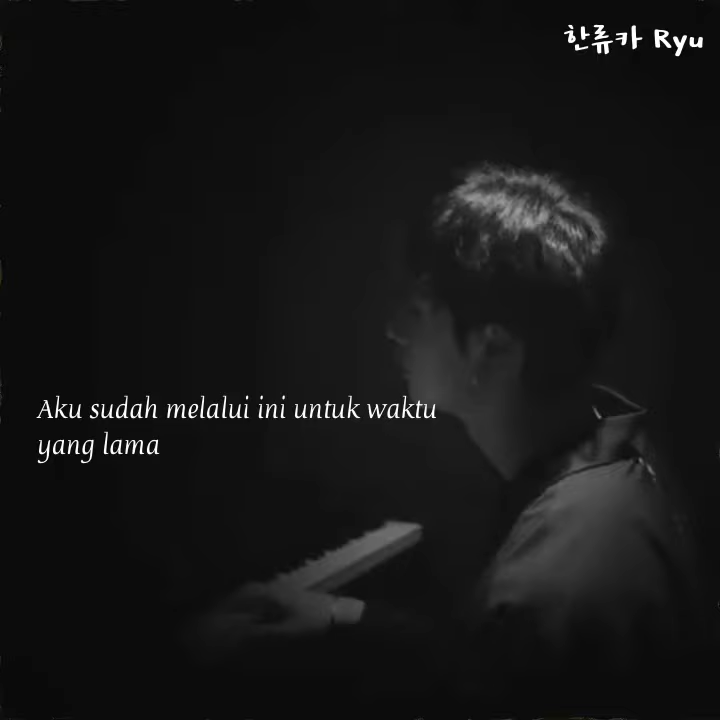 한류카 Ryu
Aku sudah melalui ini untuk waktu
yang lama